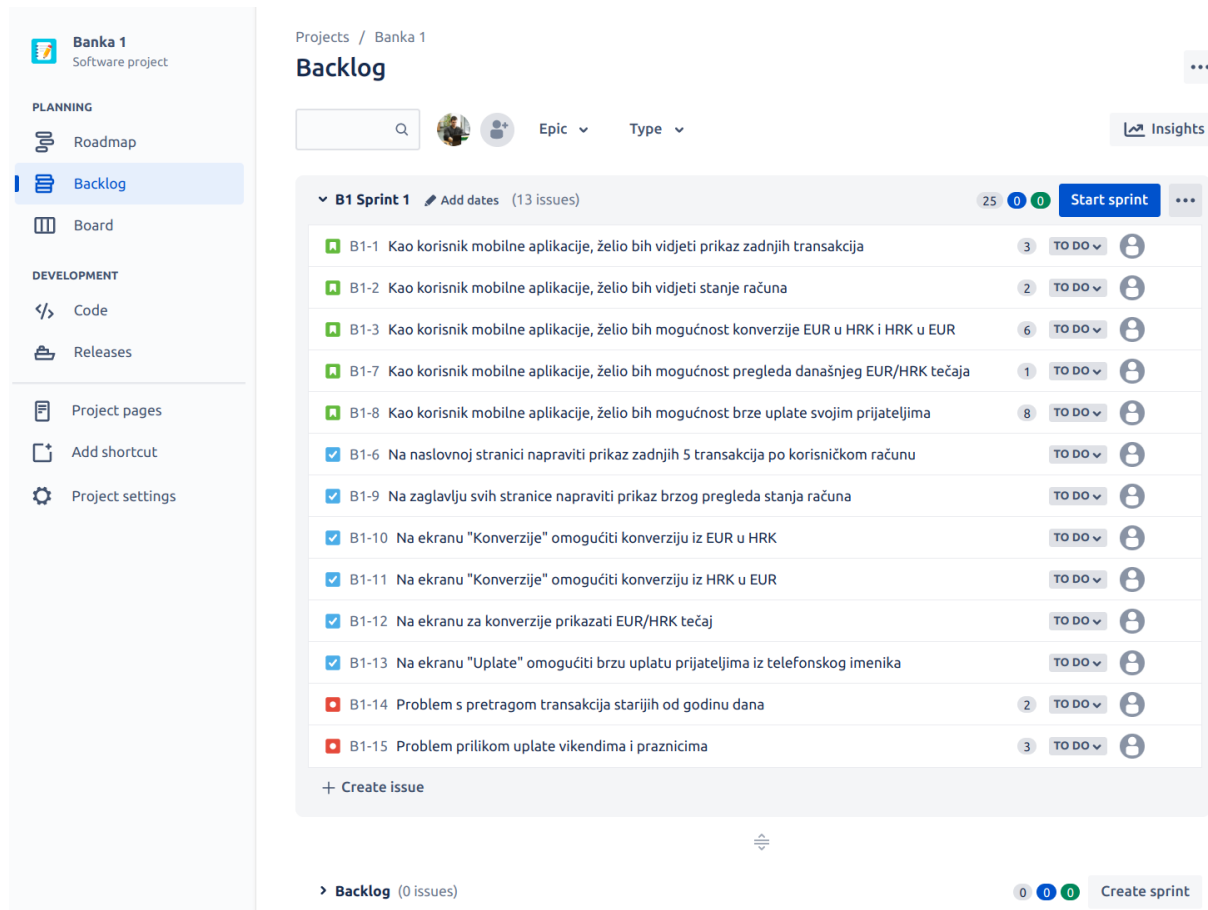 Banka 1
Software project
PLANNING
Roadmap
Backlog
Board
DEVELOPMENT
Code
Releases
Project pages
Add shortcut
Project settings
Projects / Banka 1
Backlog
Epic Type Insights
B1 Sprint 1 Add dates (13 issues) 25 0 0 Start sprint
B1-1 Kao korisnik mobilne aplikacije, želio bih vidjeti prikaz zadnjih transakcija 3 TO DO
B1-2 Kao korisnik mobilne aplikacije, želio bih vidjeti stanje računa 2 TO DO
B1-3 Kao korisnik mobilne aplikacije, želio bih mogućnost konverzije EUR u HRK i HRK u EUR 6 TO DO
B1-7 Kao korisnik mobilne aplikacije, želio bih mogućnost pregleda današnjeg EUR/HRK tečaja 1 TO DO
B1-8 Kao korisnik mobilne aplikacije, želio bih mogućnost brze uplate svojim prijateljima 8 TO DO
B1-6 Na naslovnoj stranici napraviti prikaz zadnjih 5 transakcija po korisničkom računu TO DO
B1-9 Na zaglavlju svih stranice napraviti prikaz brzog pregleda stanja računa TO DO
B1-10 Na ekranu "Konverzije" omogućiti konverziju iz EUR u HRK TO DO
B1-11 Na ekranu "Konverzije" omogućiti konverziju iz HRK u EUR TO DO
B1-12 Na ekranu za konverzije prikazati EUR/HRK tečaj TO DO
B1-13 Na ekranu "Uplate" omogućiti brzu uplatu prijateljima iz telefonskog imenika TO DO
B1-14 Problem s pretragom transakcija starijih od godinu dana 2 TO DO
B1-15 Problem prilikom uplate vikendima i praznicima 3 TO DO
+ Create issue
Backlog (0 issues) 0 0 0 Create sprint